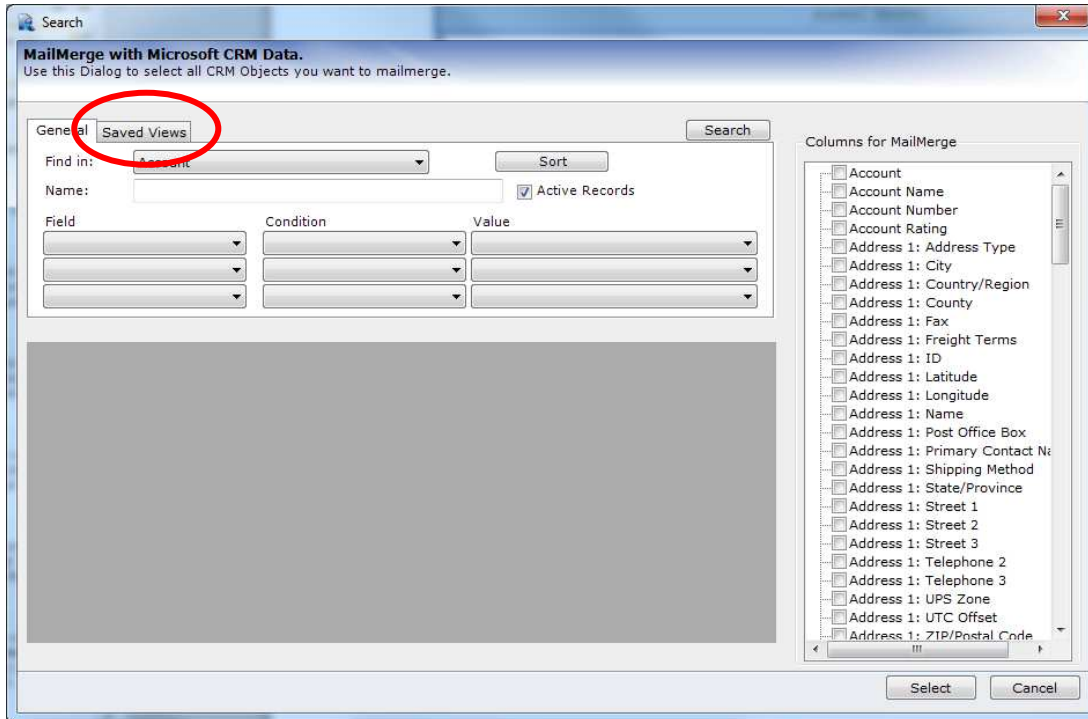 Search
MailMerge with Microsoft CRM Data.
Use this Dialog to select all CRM Objects you want to mailmerge.
General
Saved Views
Search
Find in:
Account
Sort
Name:
Active Records
Field
Condition
Value
Columns for MailMerge
Account
Account Name
Account Number
Account Rating
Address 1: Address Type
Address 1: City
Address 1: Country/Region
Address 1: County
Address 1: Fax
Address 1: Freight Terms
Address 1: ID
Address 1: Latitude
Address 1: Longitude
Address 1: Name
Address 1: Post Office Box
Address 1: Primary Contact Na
Address 1: Shipping Method
Address 1: State/Province
Address 1: Street 1
Address 1: Street 2
Address 1: Street 3
Address 1: Telephone 2
Address 1: Telephone 3
Address 1: UPS Zone
Address 1: UTC Offset
Address 1: ZIP/Postal Code
Select
Cancel